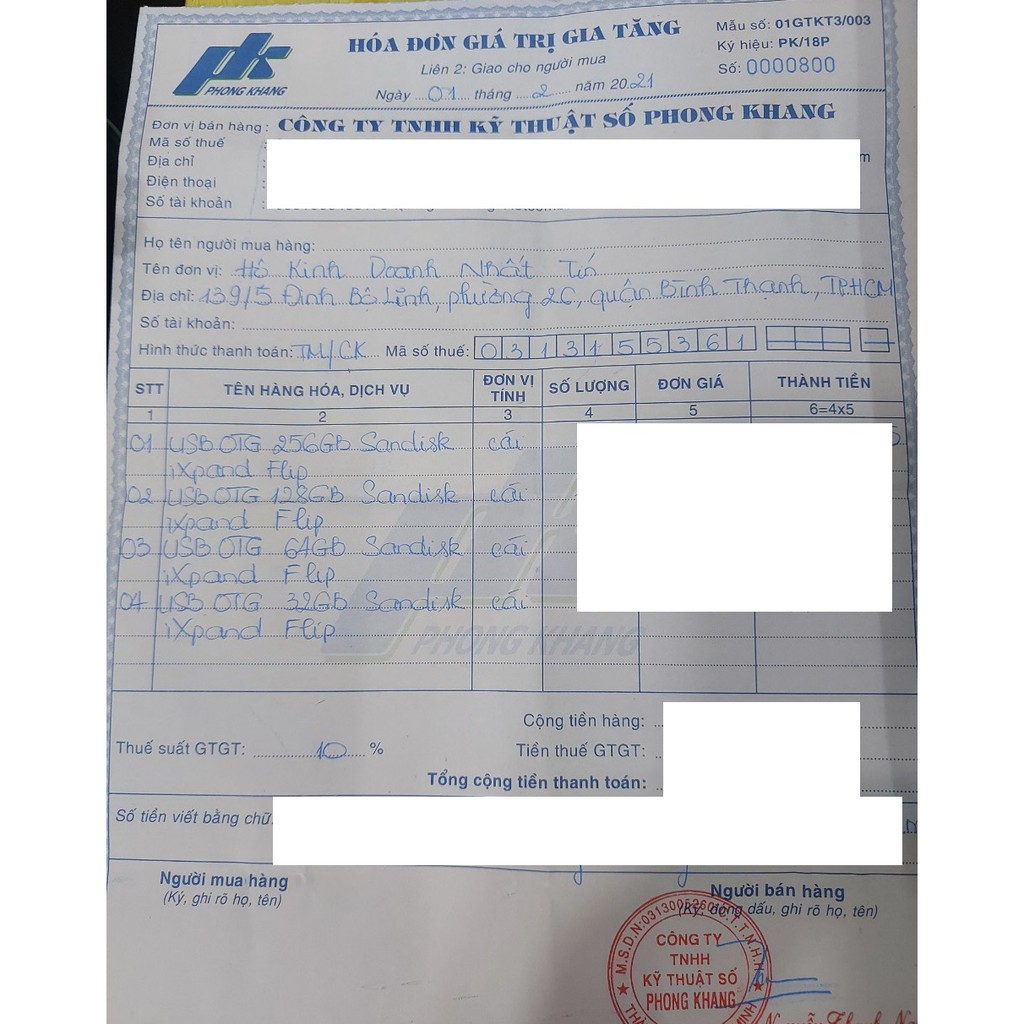 PHONG KHANG
HÓA ĐƠN GIÁ TRỊ GIA TĂNG
Liên 2: Giao cho người mua
Ngày 01 tháng 2 năm 2021
Mẫu số: 01GTKT3/003
Ký hiệu: PK/18P
Số: 0000800
Đơn vị bán hàng: CÔNG TY TNHH KỸ THUẬT SỐ PHONG KHANG
Mã số thuế :
Địa chỉ :
Điện thoại :
Số tài khoản :
Họ tên người mua hàng:
Tên đơn vị: Hộ Kinh Doanh Nhất Tín
Địa chỉ: 139/5 Đinh Bộ Lĩnh, phường 26, quận Bình Thạnh, TPHCM
Số tài khoản:
Hình thức thanh toán: TM/CK Mã số thuế: 0313155361
STT TÊN HÀNG HÓA, DỊCH VỤ ĐƠN VỊ TÍNH SỐ LƯỢNG ĐƠN GIÁ THÀNH TIỀN
1 2 3 4 5 6=4x5
01 USB OTG 256GB Sandisk cái
iXpand Flip
02 USB OTG 128GB Sandisk cái
iXpand Flip
03 USB OTG 64GB Sandisk cái
iXpand Flip
04 USB OTG 32GB Sandisk cái
iXpand Flip
PHONG KHANG
Cộng tiền hàng:
Thuế suất GTGT: 10 % Tiền thuế GTGT:
Tổng cộng tiền thanh toán:
Số tiền viết bằng chữ
Người mua hàng
(Ký, ghi rõ họ, tên)
Người bán hàng
(Ký, đóng dấu, ghi rõ họ, tên)
CÔNG TY
TNHH
KỸ THUẬT SỐ
PHONG KHANG